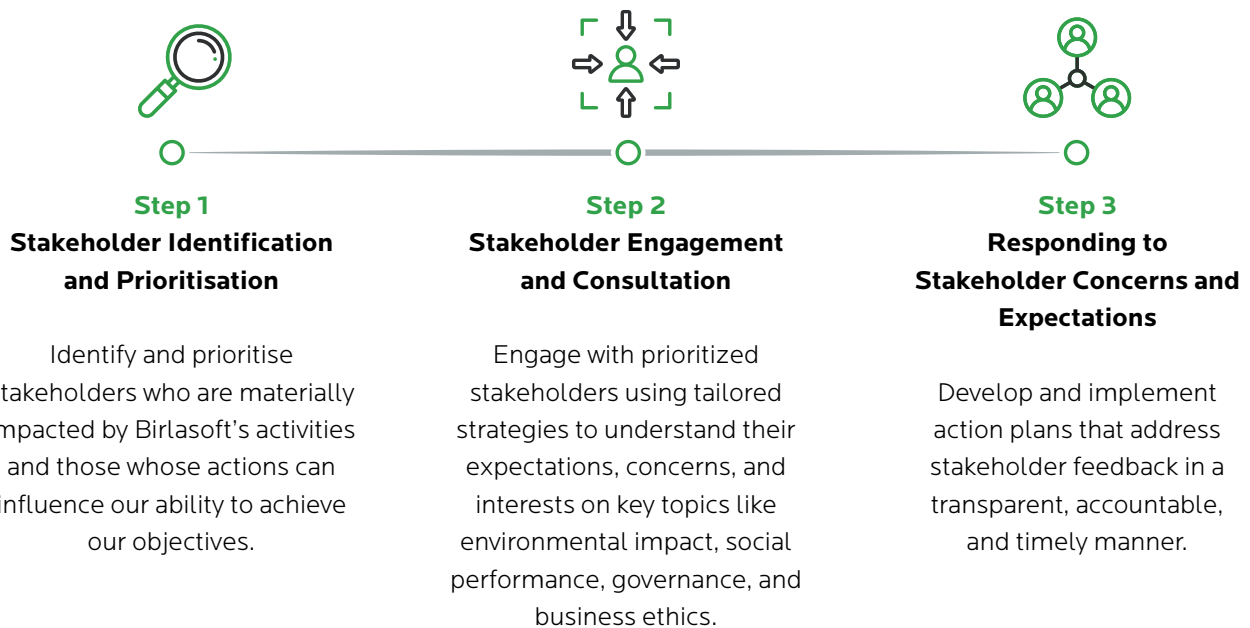 Step 1
Stakeholder Identification
and Prioritisation
Identify and prioritise
takeholders who are materially
mpacted by Birlasoft's activities
and those whose actions can
influence our ability to achieve
our objectives.
Step 2
Stakeholder Engagement
and Consultation
Engage with prioritized
stakeholders using tailored
strategies to understand their
expectations, concerns, and
interests on key topics like
environmental impact, social
performance, governance, and
business ethics.
Step 3
Responding to
Stakeholder Concerns and
Expectations
Develop and implement
action plans that address
stakeholder feedback in a
transparent, accountable,
and timely manner.